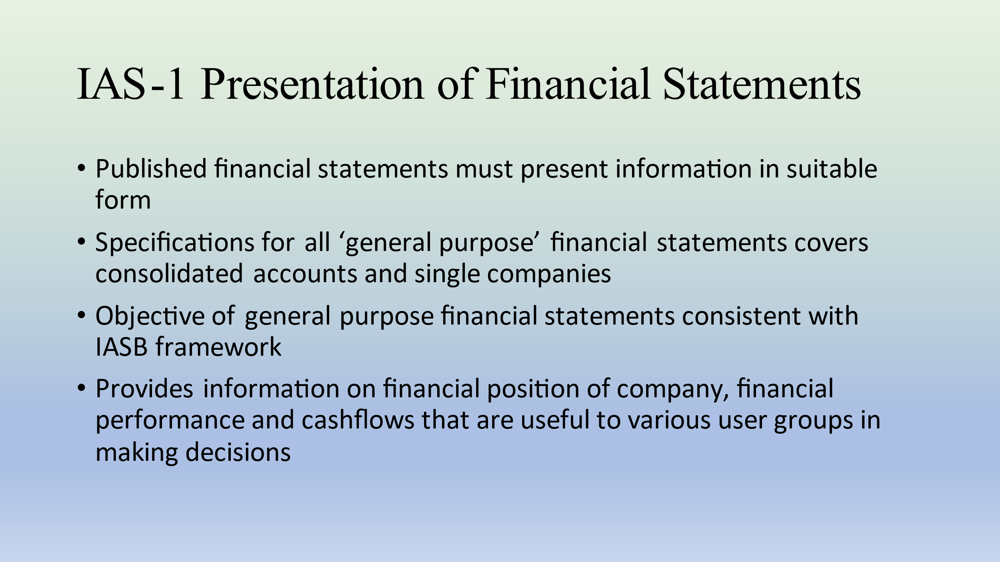 IAS-1 Presentation of Financial Statements
• Published financial statements must present information in suitable
form
• Specifications for all ‘general purpose’ financial statements covers
consolidated accounts and single companies
• Objective of general purpose financial statements consistent with
IASB framework
• Provides information on financial position of company, financial
performance and cashflows that are useful to various user groups in
making decisions